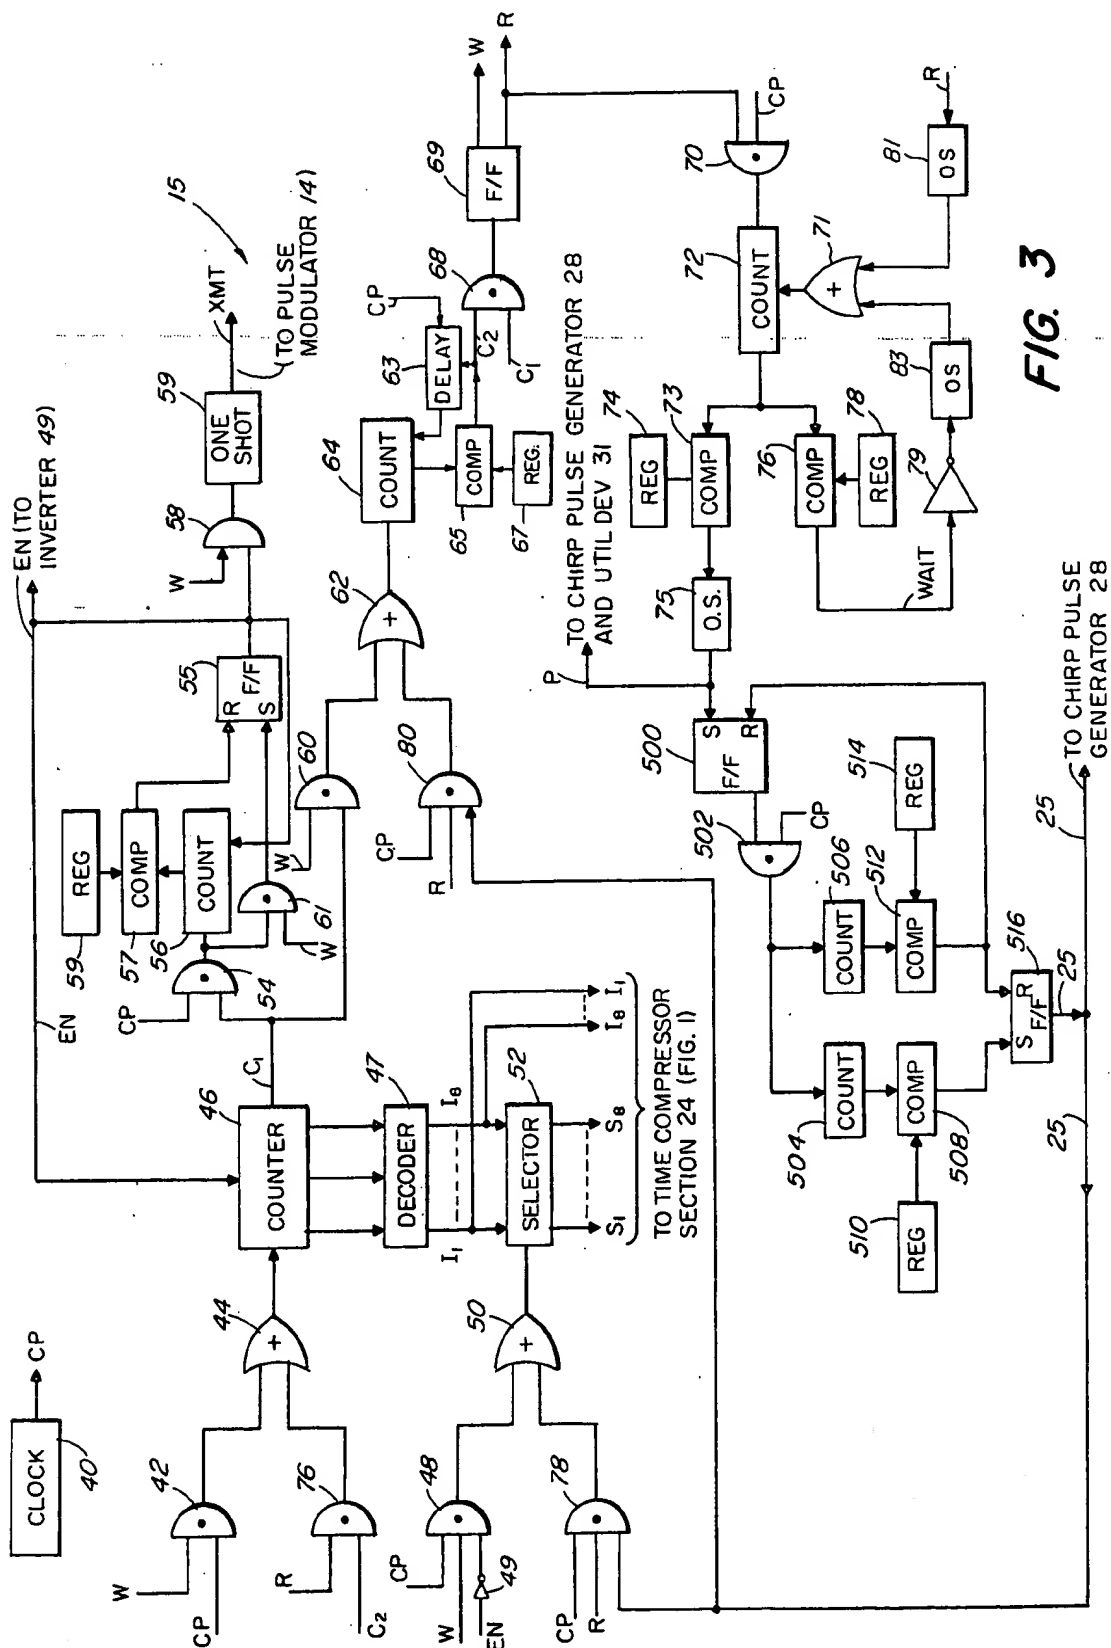 CLOCK
40
CP
W
CP
42
R
C2
76
44
CP
W
EN
49
48
CP
R
78
50
EN
46
COUNTER
C1
47
DECODER
I1
I8
52
SELECTOR
S1
S8
I8
I1
TO TIME COMPRESSOR
SECTION 24 (FIG. 1)
CP
54
59
REG
57
COMP
56
COUNT
61
W
55
R
F/F
S
EN (TO
INVERTER 49)
W
58
59
ONE
SHOT
XMT
(TO PULSE
MODULATOR 14)
15
W
60
CP
R
80
62
64
COUNT
63
DELAY
CP
65
COMP
67
REG.
C2
C1
68
69
F/F
W
R
70
CP
72
COUNT
71
+
81
OS
R
83
OS
79
WAIT
74
REG
73
COMP
76
COMP
78
REG
75
O.S.
P
TO CHIRP PULSE GENERATOR 28
AND UTIL DEV 31
500
S
F/F
R
502
CP
504
COUNT
506
COUNT
508
COMP
510
REG
512
COMP
514
REG
516
S
F/F
R
25
25
25
TO CHIRP PULSE
GENERATOR 28
FIG. 3